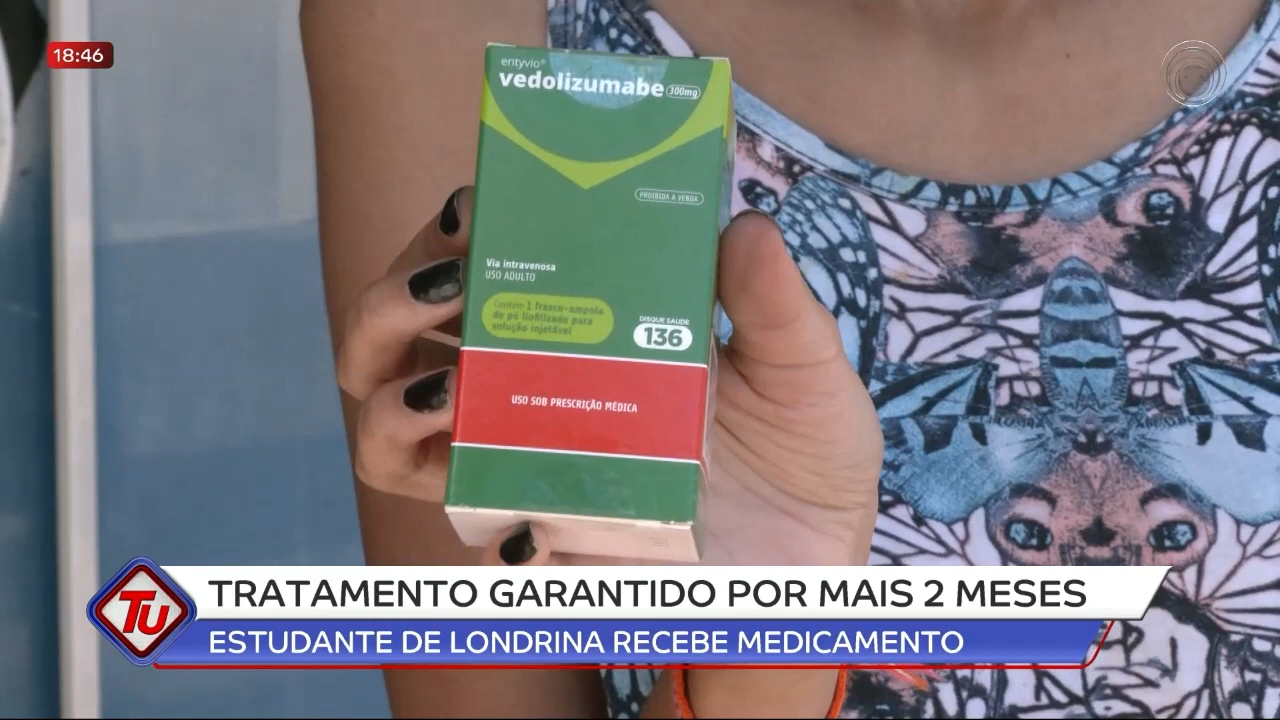 18:46
entyvio®
vedolizumabe 300mg
PROIBIDA A VENDA
Via intravenosa
USO ADULTO
Contém 1 frasco-ampola
de pó liofilizado para
solução injetável
DISQUE SAÚDE
136
USO SOB PRESCRIÇÃO MÉDICA
TU
TRATAMENTO GARANTIDO POR MAIS 2 MESES
ESTUDANTE DE LONDRINA RECEBE MEDICAMENTO